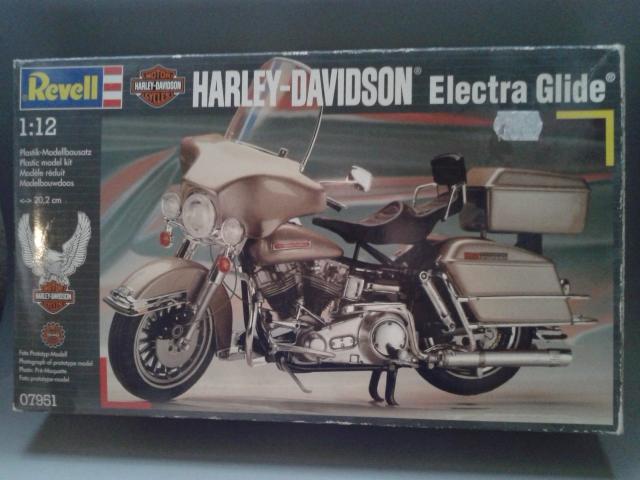 Revell
MOTOR
HARLEY-DAVIDSON
CYCLES
HARLEY-DAVIDSON® Electra Glide®
1:12
Plastik-Modellbausatz
Plastic model kit
Modèle réduit
Modelbouwdoos
<-> 20,2 cm
MOTOR
HARLEY-DAVIDSON
CYCLES
Foto Prototyp-Modell
Photograph of prototype model
Photo: Pré-Maquette
Foto prototype-model
07951